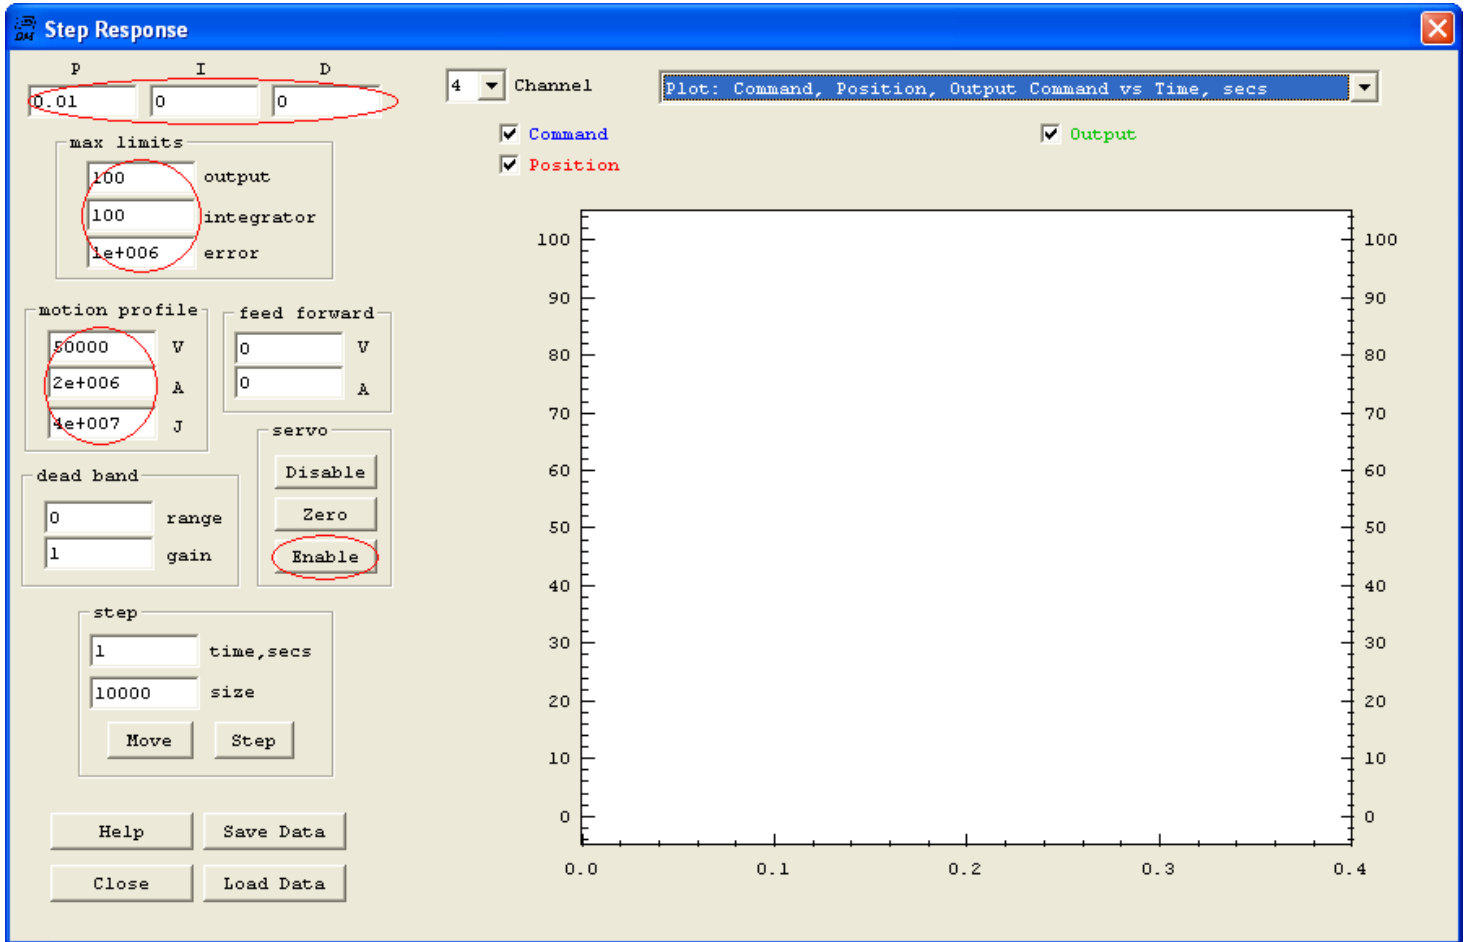 Step Response
P I D
0.01 0 0
4 Channel
Plot: Command, Position, Output Command vs Time, secs
Command
Output
Position
max limits
100 output
100 integrator
1e+006 error
motion profile
50000 V
2e+006 A
4e+007 J
feed forward
0 V
0 A
servo
Disable
Zero
Enable
dead band
0 range
1 gain
step
1 time,secs
10000 size
Move Step
Help Save Data
Close Load Data
100 100
90 90
80 80
70 70
60 60
50 50
40 40
30 30
20 20
10 10
0 0
0.0 0.1 0.2 0.3 0.4